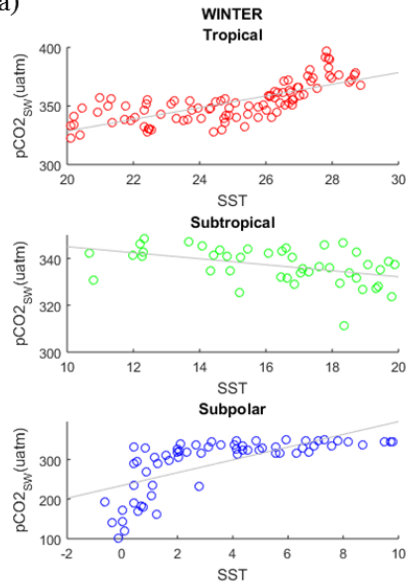 a)
WINTER
Tropical
400
350
300
pCO2SW(uatm)
20 22 24 26 28 30
SST
Subtropical
340
320
300
pCO2SW(uatm)
10 12 14 16 18 20
SST
Subpolar
300
200
100
pCO2SW(uatm)
-2 0 2 4 6 8 10
SST